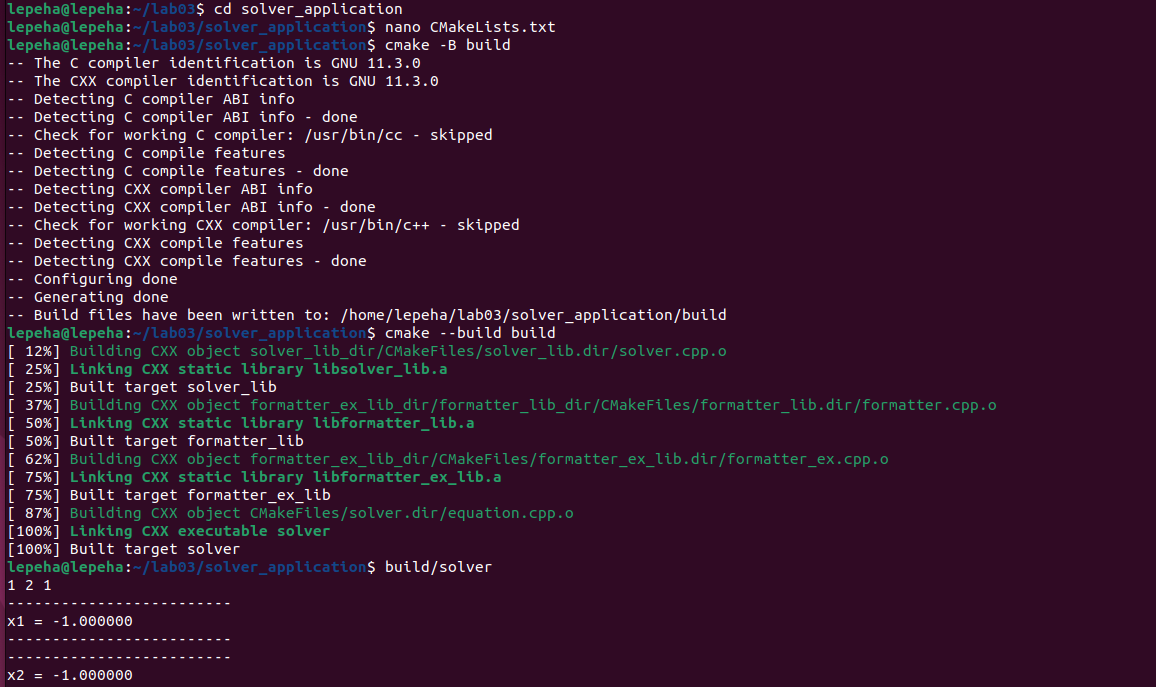 lepeha@lepeha:~/lab03$ cd solver_application
lepeha@lepeha:~/lab03/solver_application$ nano CMakeLists.txt
lepeha@lepeha:~/lab03/solver_application$ cmake -B build
-- The C compiler identification is GNU 11.3.0
-- The CXX compiler identification is GNU 11.3.0
-- Detecting C compiler ABI info
-- Detecting C compiler ABI info - done
-- Check for working C compiler: /usr/bin/cc - skipped
-- Detecting C compile features
-- Detecting C compile features - done
-- Detecting CXX compiler ABI info
-- Detecting CXX compiler ABI info - done
-- Check for working CXX compiler: /usr/bin/c++ - skipped
-- Detecting CXX compile features
-- Detecting CXX compile features - done
-- Configuring done
-- Generating done
-- Build files have been written to: /home/lepeha/lab03/solver_application/build
lepeha@lepeha:~/lab03/solver_application$ cmake --build build
[ 12%] Building CXX object solver_lib_dir/CMakeFiles/solver_lib.dir/solver.cpp.o
[ 25%] Linking CXX static library libsolver_lib.a
[ 25%] Built target solver_lib
[ 37%] Building CXX object formatter_ex_lib_dir/formatter_lib_dir/CMakeFiles/formatter_lib.dir/formatter.cpp.o
[ 50%] Linking CXX static library libformatter_lib.a
[ 50%] Built target formatter_lib
[ 62%] Building CXX object formatter_ex_lib_dir/CMakeFiles/formatter_ex_lib.dir/formatter_ex.cpp.o
[ 75%] Linking CXX static library libformatter_ex_lib.a
[ 75%] Built target formatter_ex_lib
[ 87%] Building CXX object CMakeFiles/solver.dir/equation.cpp.o
[100%] Linking CXX executable solver
[100%] Built target solver
lepeha@lepeha:~/lab03/solver_application$ build/solver
1 2 1
-------------------------
x1 = -1.000000
-------------------------
-------------------------
x2 = -1.000000